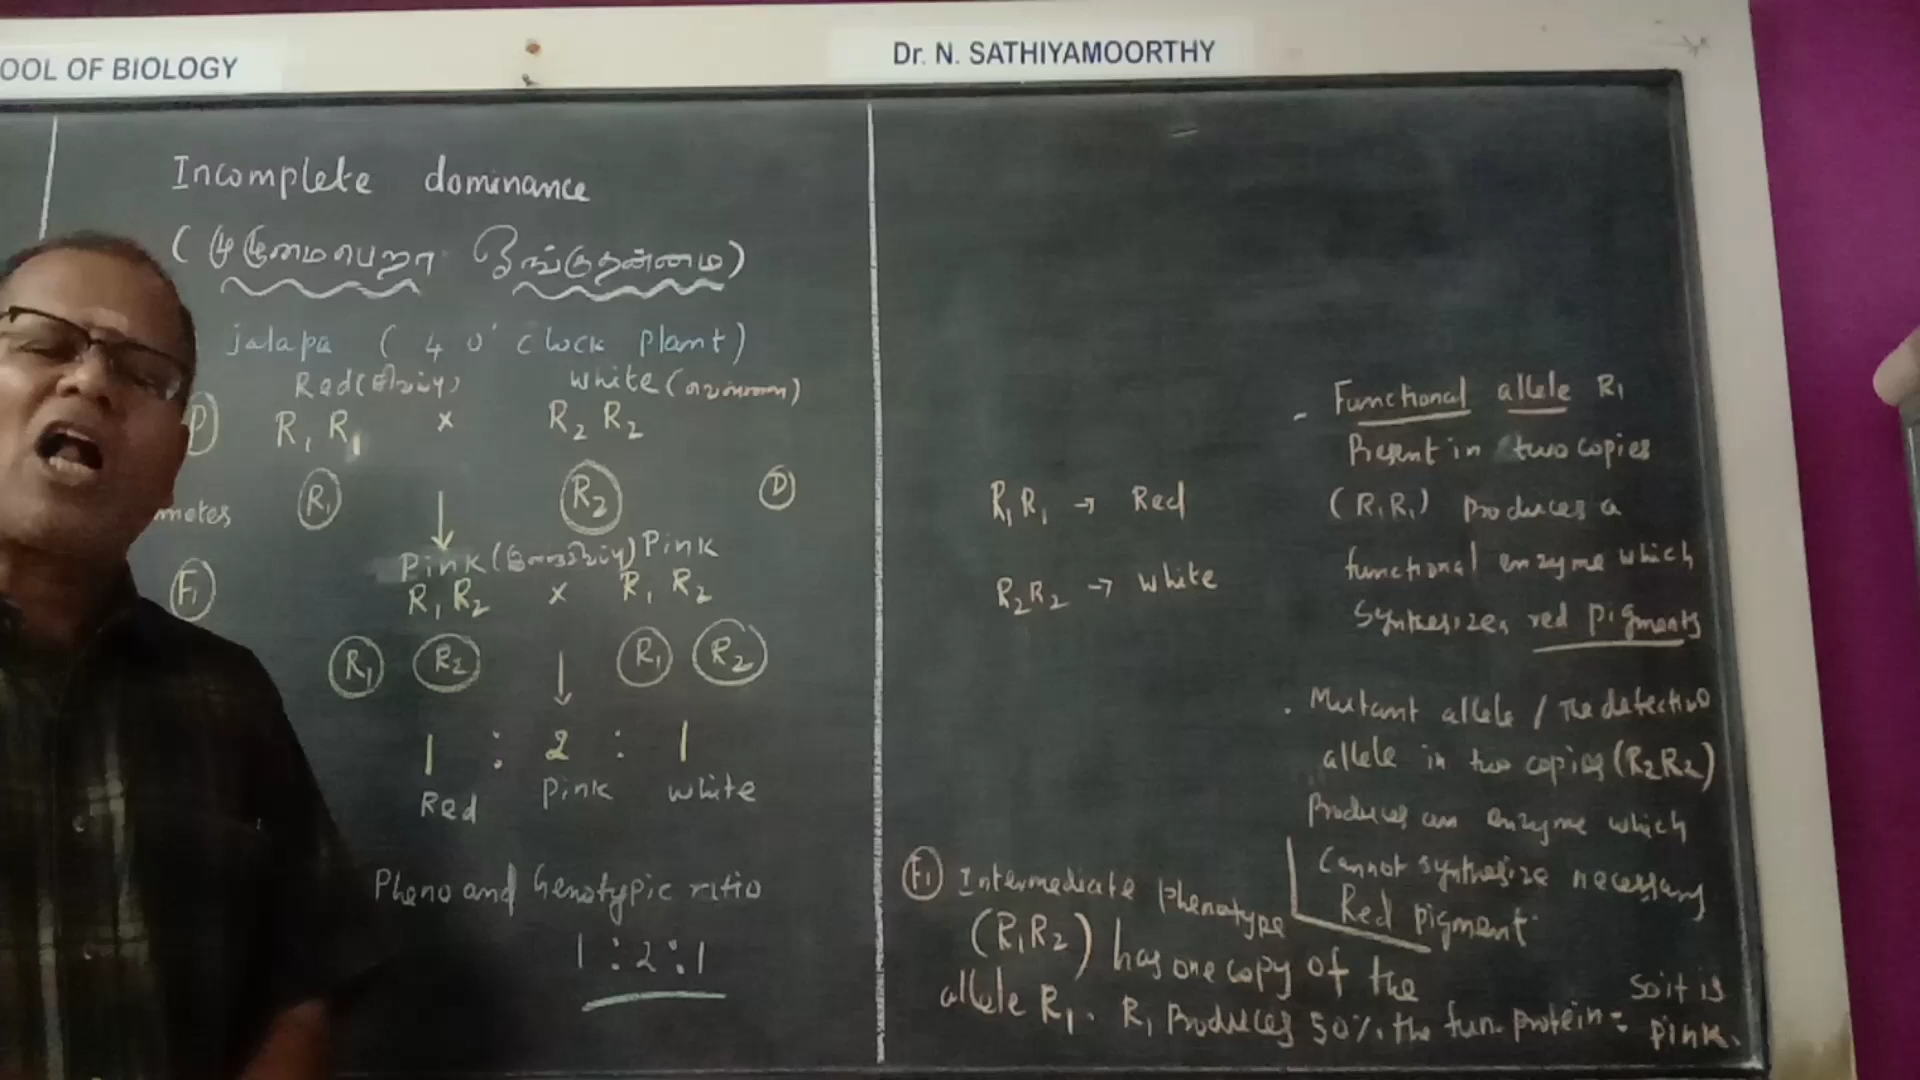 OOL OF BIOLOGY
Dr. N. SATHIYAMOORTHY
Incomplete dominance
(முழுமைபெறா ஓங்குதன்மை)
jalapa ( 4 o' clock plant)
Red(சிவப்பு) white(வெண்மை)
P R1 R1 × R2 R2
metes R1 R2 P
Pink(இளஞ்சிவப்பு) Pink
F1 R1 R2 × R1 R2
R1 R2 R1 R2
1 : 2 : 1
Red Pink white
Pheno and Genotypic ratio
1 : 2 : 1
R1 R1 → Red
R2 R2 → white
- Functional allele R1
Present in two copies
(R1R1) produces a
functional enzyme which
Synthesizes red pigments
. Mutant allele / The defective
allele in two copies (R2R2)
Produces an enzyme which
Cannot synthesize necessary
Red pigment.
F1 Intermediate phenotype
(R1R2) has one copy of the
allele R1. R1 produces 50%. the fun. protein =
So it is
pink.